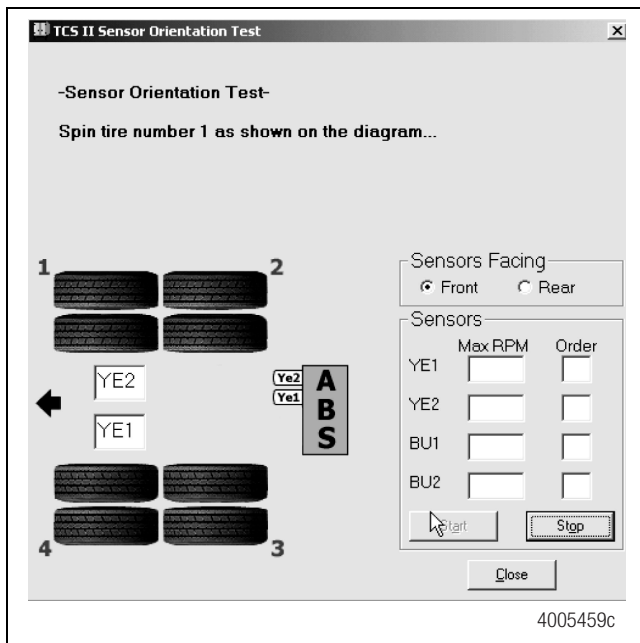 TCS II Sensor Orientation Test
-Sensor Orientation Test-
Spin tire number 1 as shown on the diagram...
1
2
Sensors Facing
Front
Rear
Sensors
Max RPM
Order
YE2
YE1
Ye2
Ye1
ABS
YE1
YE2
BU1
BU2
4
3
Start
Stop
Close
4005459c